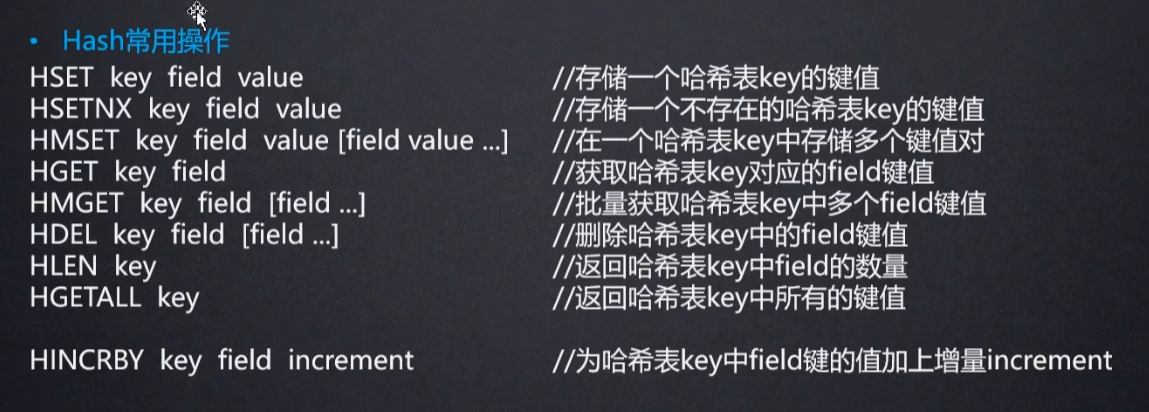 • Hash常用操作
HSET key field value //存储一个哈希表key的键值
HSETNX key field value //存储一个不存在的哈希表key的键值
HMSET key field value [field value ...] //在一个哈希表key中存储多个键值对
HGET key field //获取哈希表key对应的field键值
HMGET key field [field ...] //批量获取哈希表key中多个field键值
HDEL key field [field ...] //删除哈希表key中的field键值
HLEN key //返回哈希表key中field的数量
HGETALL key //返回哈希表key中所有的键值
HINCRBY key field increment //为哈希表key中field键的值加上增量increment